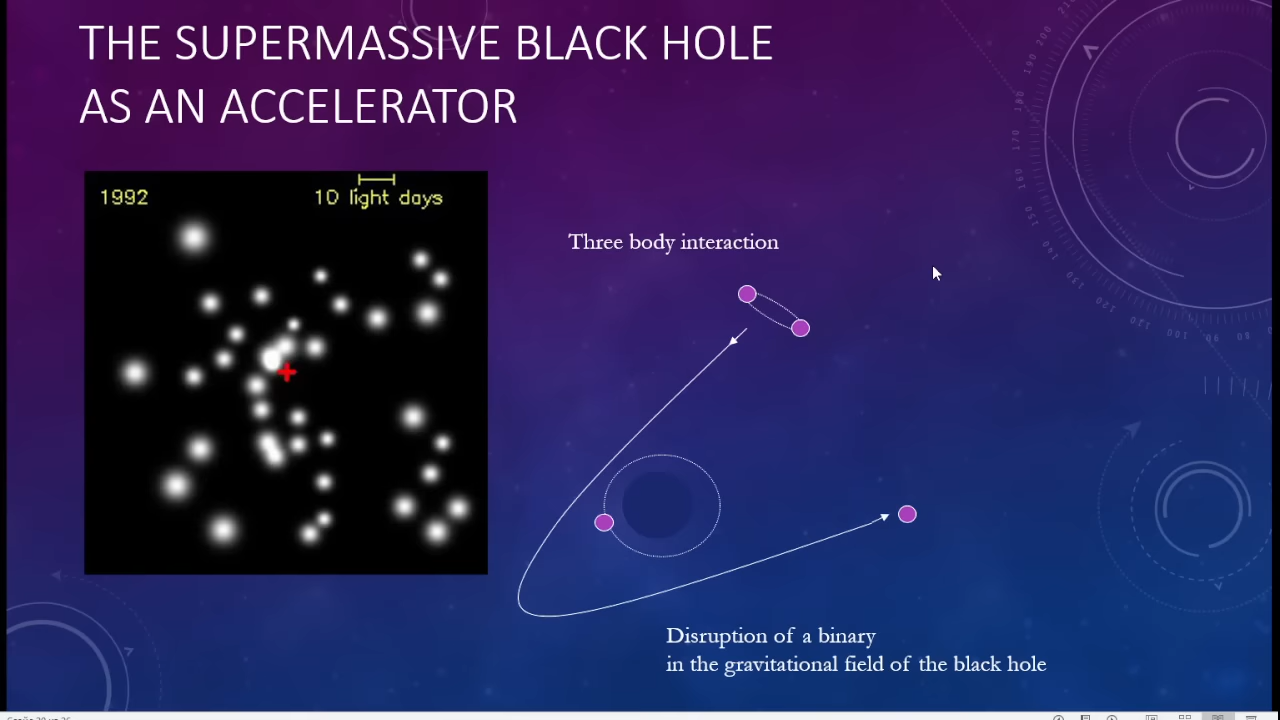 THE SUPERMASSIVE BLACK HOLE
AS AN ACCELERATOR
1992
10 light days
Three body interaction
Disruption of a binary
in the gravitational field of the black hole